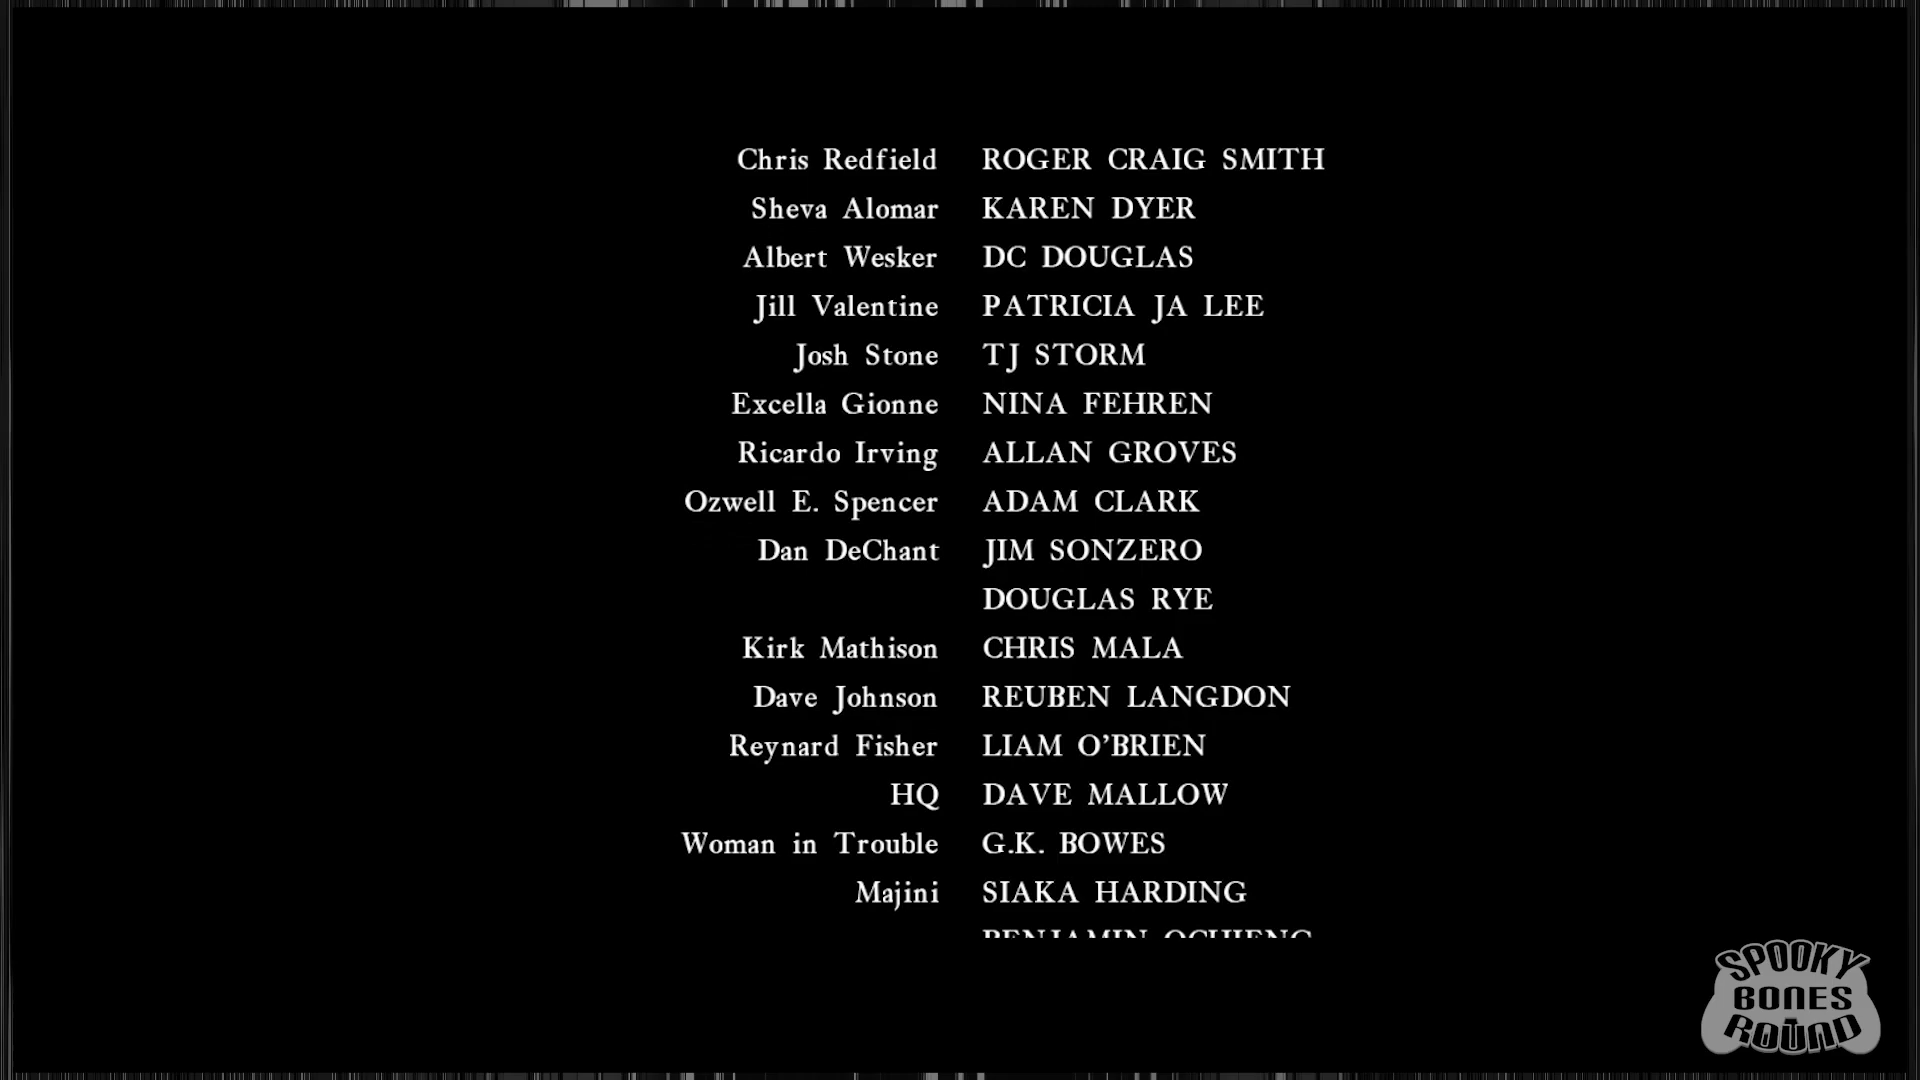 Chris Redfield ROGER CRAIG SMITH
Sheva Alomar KAREN DYER
Albert Wesker DC DOUGLAS
Jill Valentine PATRICIA JA LEE
Josh Stone TJ STORM
Excella Gionne NINA FEHREN
Ricardo Irving ALLAN GROVES
Ozwell E. Spencer ADAM CLARK
Dan DeChant JIM SONZERO
DOUGLAS RYE
Kirk Mathison CHRIS MALA
Dave Johnson REUBEN LANGDON
Reynard Fisher LIAM O'BRIEN
HQ DAVE MALLOW
Woman in Trouble G.K. BOWES
Majini SIAKA HARDING
BENJAMIN OCHIENG
SPOOKY
BONES
ROUND